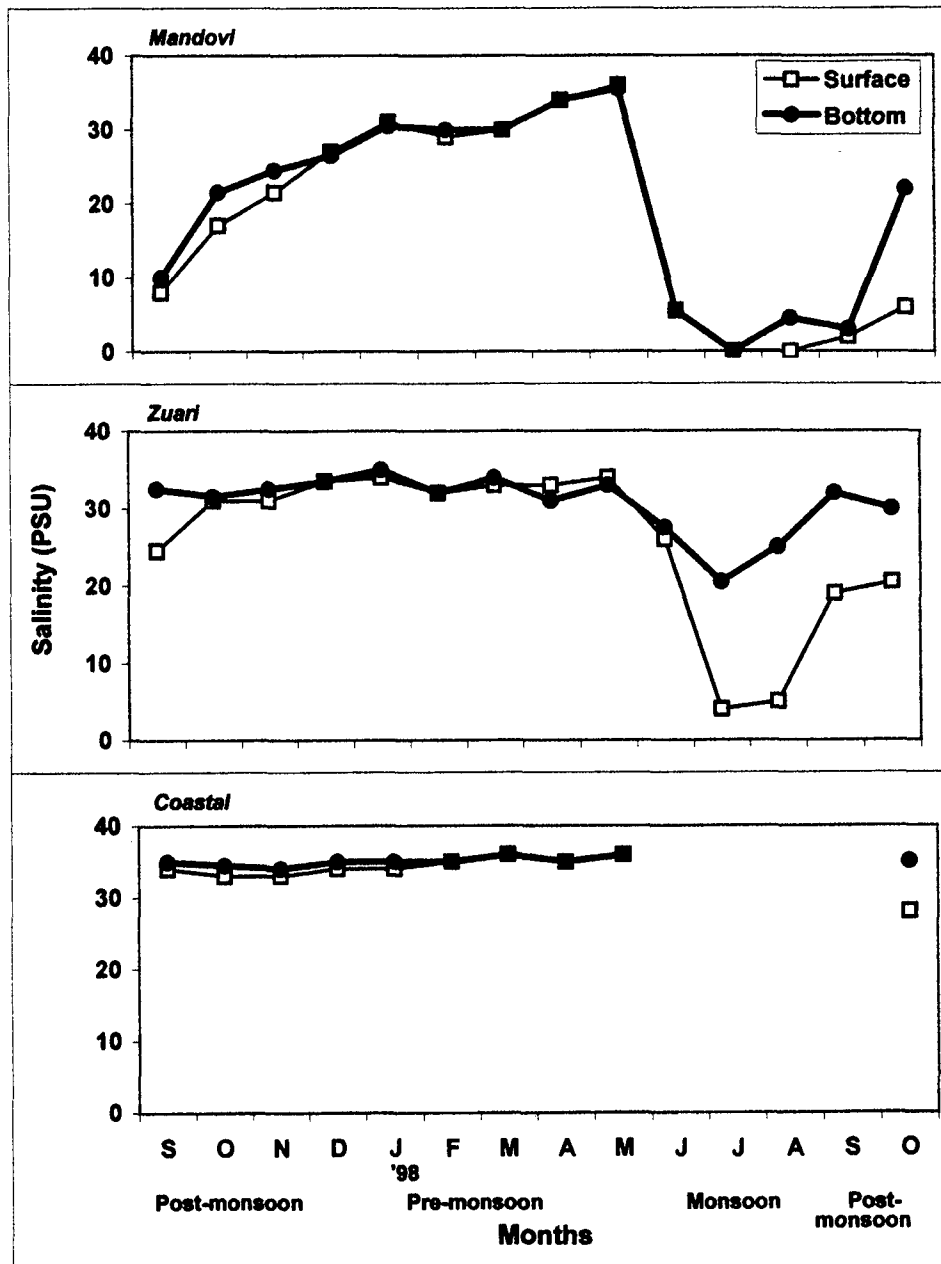 Mandovi
40
30
20
10
0
Surface
Bottom
Zuari
40
30
20
10
0
Salinity (PSU)
Coastal
40
30
20
10
0
S O N D J F M A M J J A S O
'98
Post-monsoon Pre-monsoon Monsoon Post-
monsoon
Months